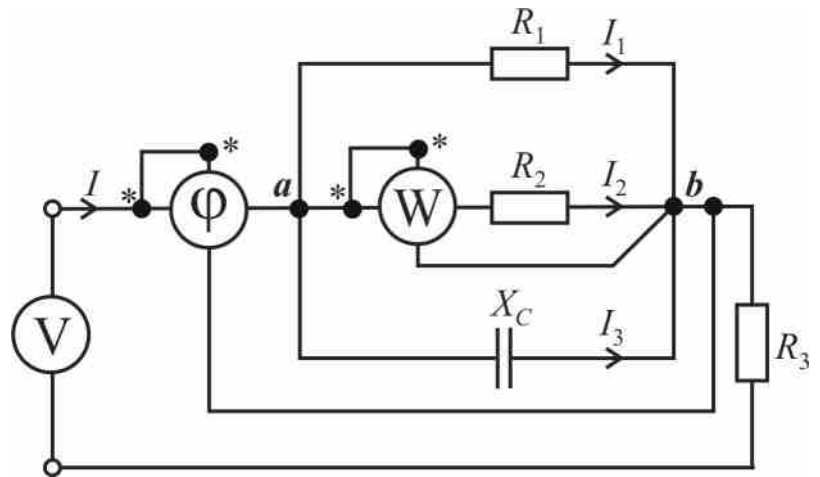 R1
I1
*
*
I
*
φ
a
*
W
R2
I2
b
V
XC
I3
R3